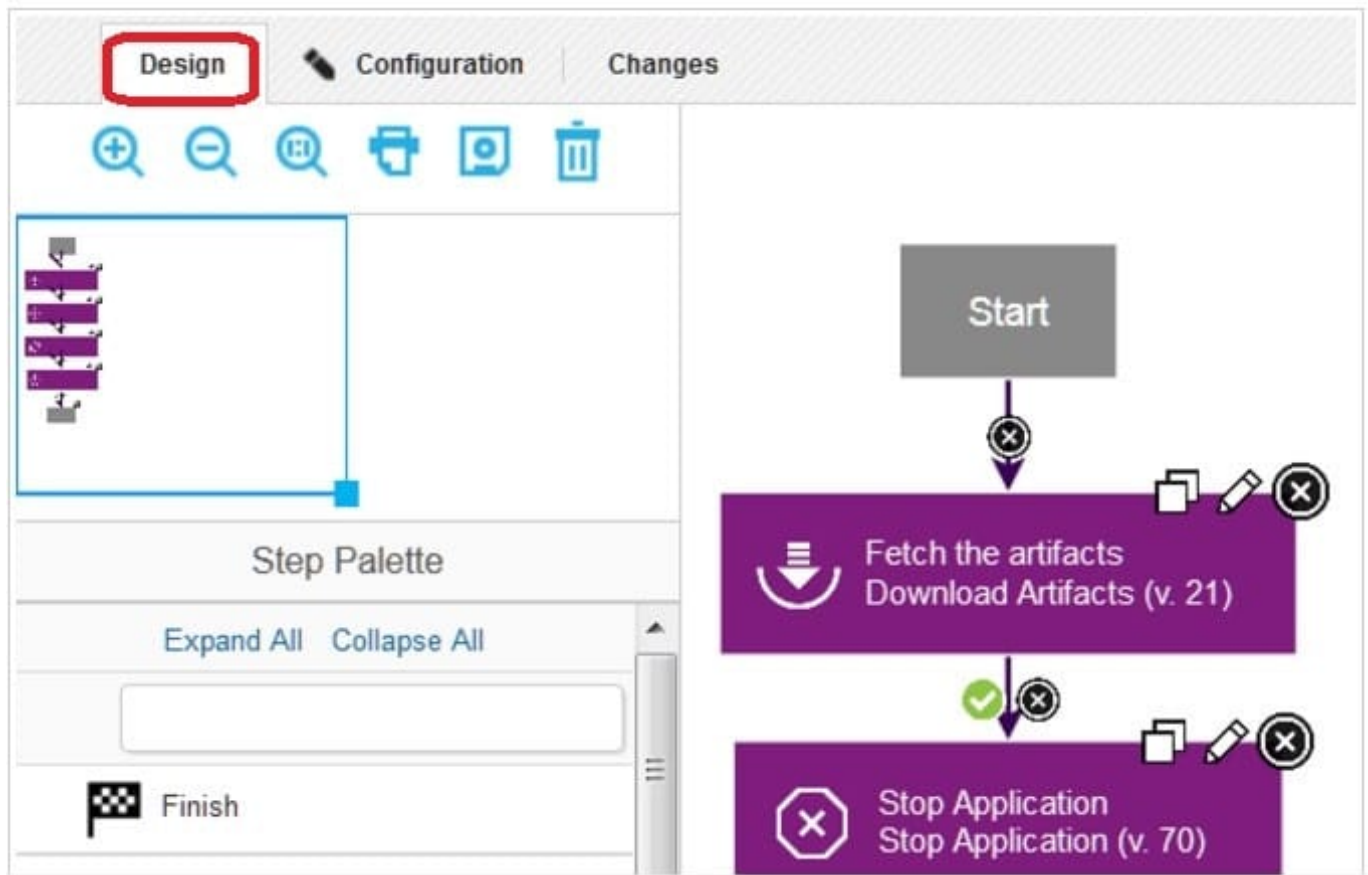 Design Configuration Changes
Start
Fetch the artifacts
Download Artifacts (v. 21)
Step Palette
Expand All Collapse All
Finish
Stop Application
Stop Application (v. 70)